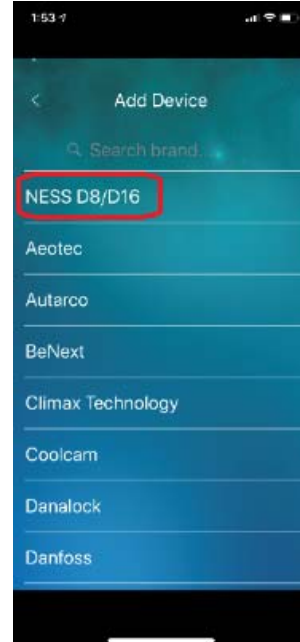 1:53
Add Device
Search brand...
NESS D8/D16
Aeotec
Autarco
BeNext
Climax Technology
Coolcam
Danalock
Danfoss